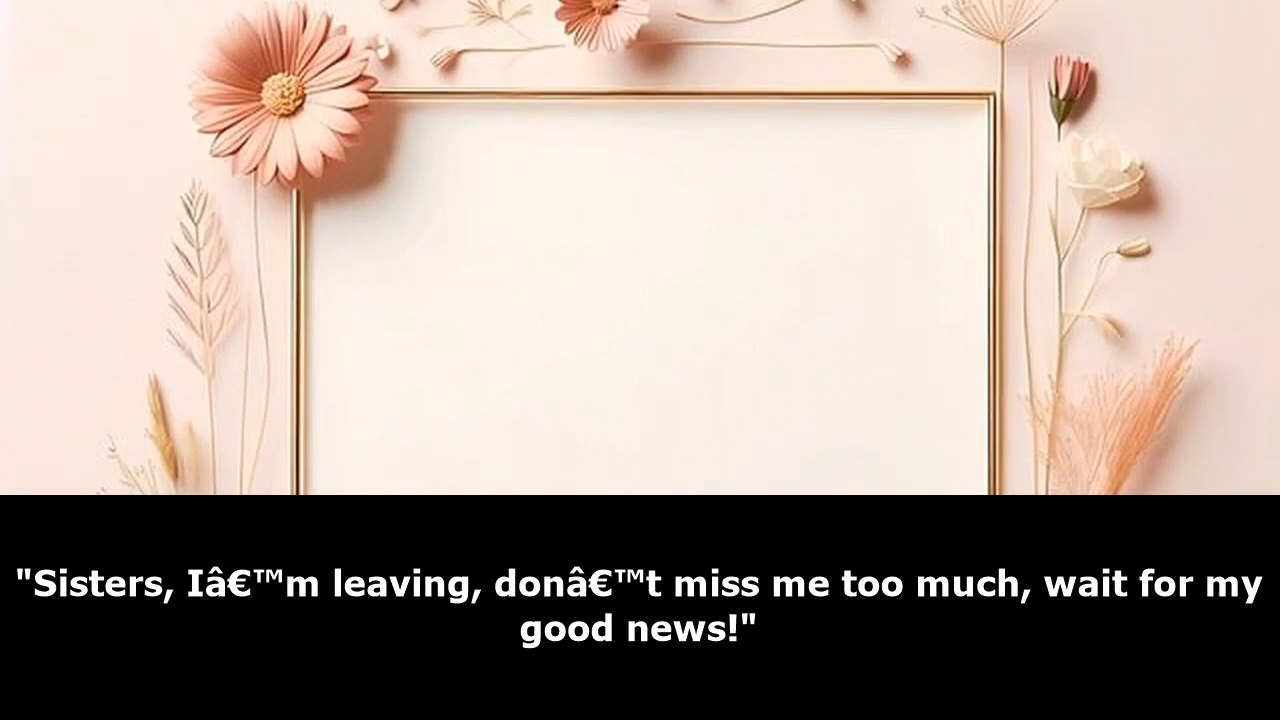 "Sisters, Iâ€™m leaving, donâ€™t miss me too much, wait for my
good news!"